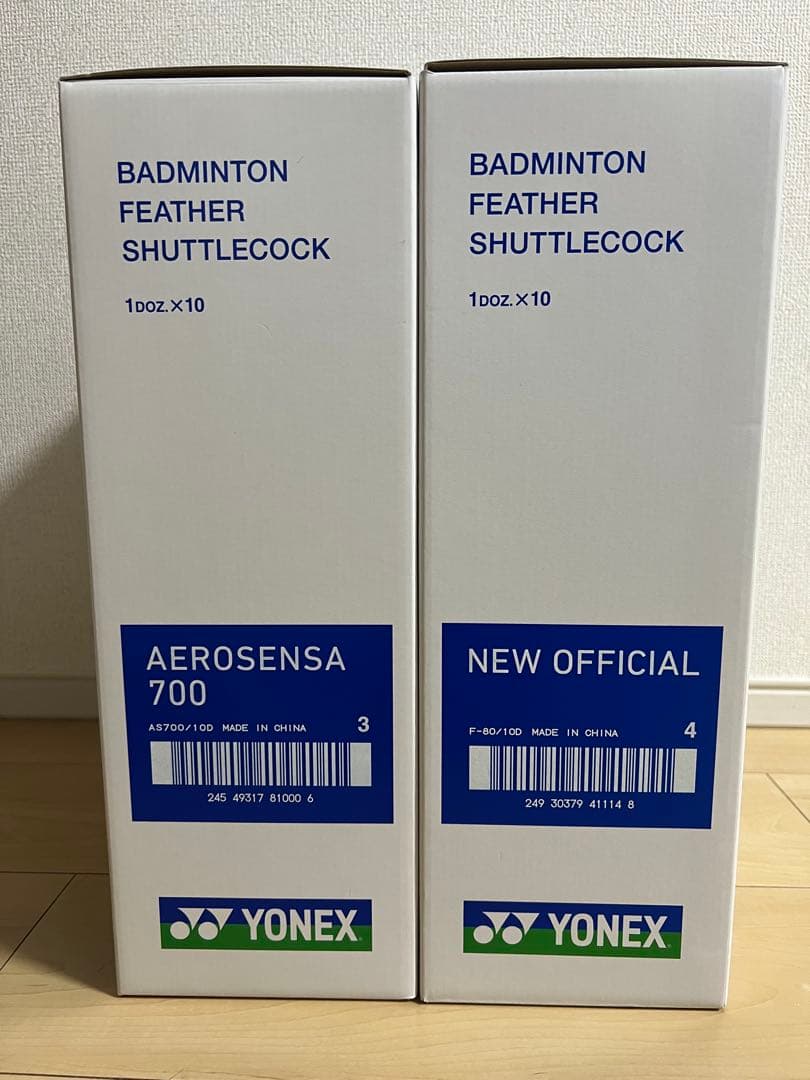 BADMINTON
FEATHER
SHUTTLECOCK
1DOZ.×10
AEROSENSA
700
AS700/10D MADE IN CHINA 3
245 49317 81000 6
YONEX
BADMINTON
FEATHER
SHUTTLECOCK
1DOZ.×10
NEW OFFICIAL
F-80/10D MADE IN CHINA 4
249 30379 41114 8
YONEX